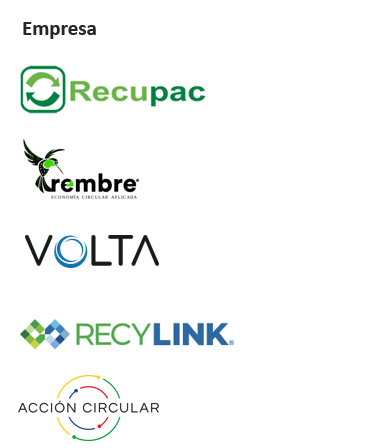 Empresa
Recupac
rembre®
ECONOMÍA CIRCULAR APLICADA
VOLTA
RECYLINK®
ACCIÓN CIRCULAR